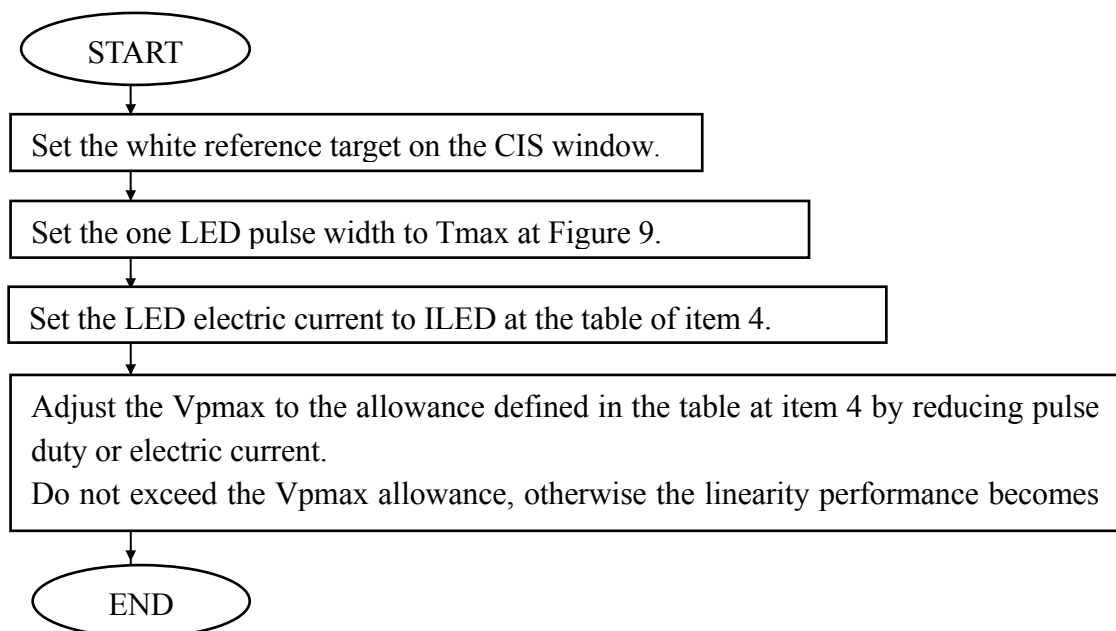 START
Set the white reference target on the CIS window.
Set the one LED pulse width to Tmax at Figure 9.
Set the LED electric current to ILED at the table of item 4.
Adjust the Vpmax to the allowance defined in the table at item 4 by reducing pulse
duty or electric current.
Do not exceed the Vpmax allowance, otherwise the linearity performance becomes
END